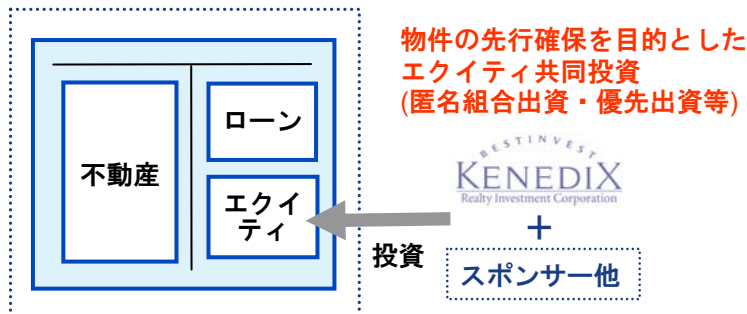 物件の先行確保を目的とした
エクイティ共同投資
(匿名組合出資・優先出資等)
不動産
ローン
エクイ
ティ
投資
BESTINVEST
KENEDIX
Realty Investment Corporation
+
スポンサー他